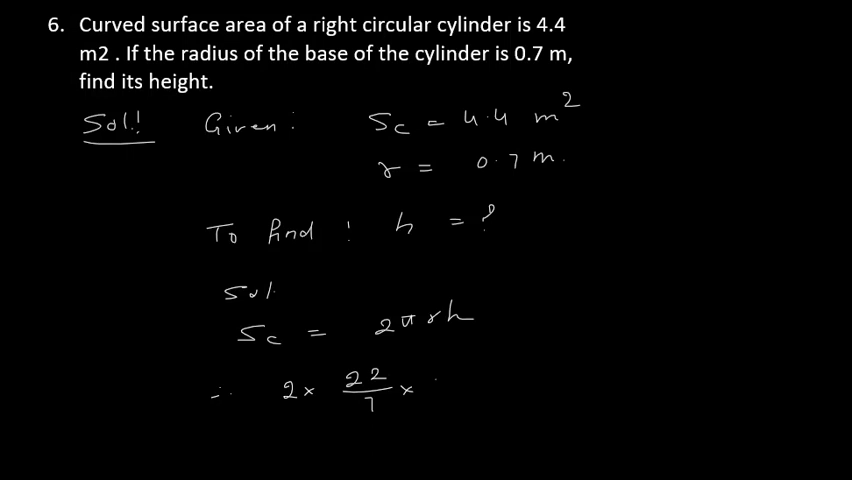 6. Curved surface area of a right circular cylinder is 4.4
m2 . If the radius of the base of the cylinder is 0.7 m,
find its height.
Sol! Given : Sc = 4.4 m²
r = 0.7 m.
To find : h = ?
Sol.
Sc = 2πrh
∴ 2 × 22/7 ×